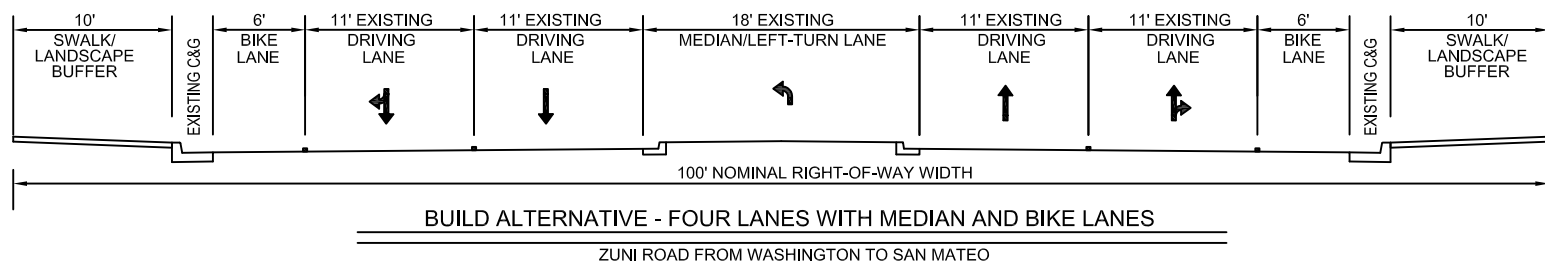 10'
SWALK/
LANDSCAPE
BUFFER
EXISTING C&G
6'
BIKE
LANE
11' EXISTING
DRIVING
LANE
11' EXISTING
DRIVING
LANE
18' EXISTING
MEDIAN/LEFT-TURN LANE
11' EXISTING
DRIVING
LANE
11' EXISTING
DRIVING
LANE
6'
BIKE
LANE
EXISTING C&G
10'
SWALK/
LANDSCAPE
BUFFER
100' NOMINAL RIGHT-OF-WAY WIDTH
BUILD ALTERNATIVE - FOUR LANES WITH MEDIAN AND BIKE LANES
ZUNI ROAD FROM WASHINGTON TO SAN MATEO